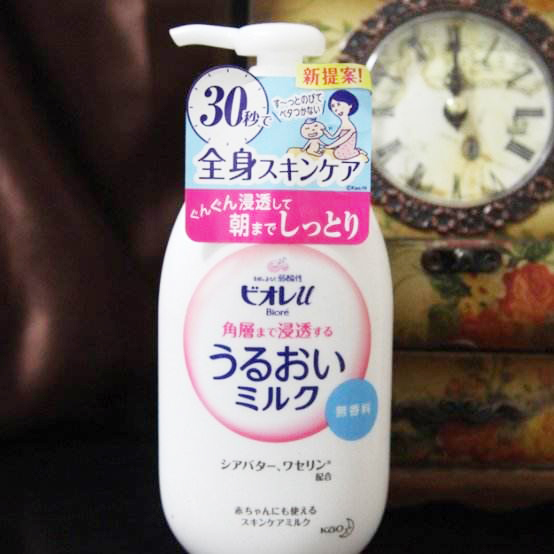 新提案!
30秒で
す〜っとのびて
ベタつかない
全身スキンケア
©Kao-W
ぐんぐん浸透して
朝までしっとり
弱酸性
ビオレu
Bioré
角層まで浸透する
うるおい
ミルク
無香料
シアバター、ワセリン*
配合
赤ちゃんにも使える
スキンケアミルク
Kao